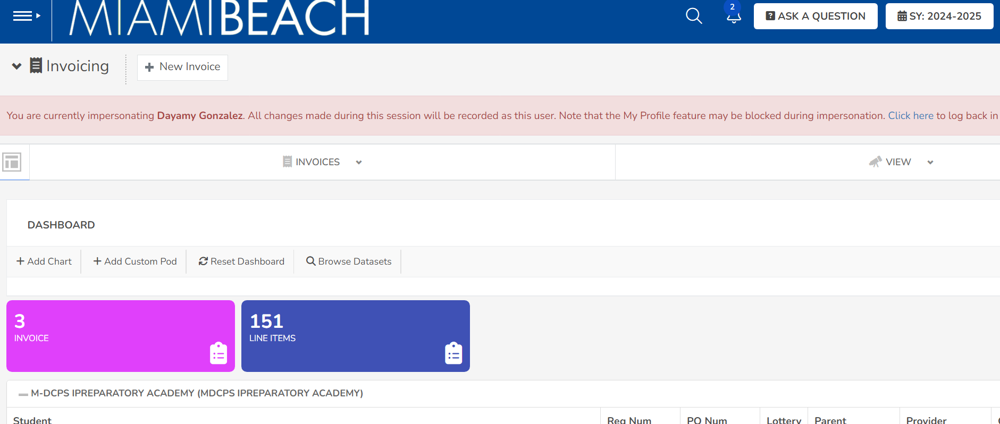 MIAMIBEACH
2
ASK A QUESTION
SY: 2024-2025
Invoicing
New Invoice
You are currently impersonating Dayamy Gonzalez. All changes made during this session will be recorded as this user. Note that the My Profile feature may be blocked during impersonation. Click here to log back in
INVOICES
VIEW
DASHBOARD
Add Chart
Add Custom Pod
Reset Dashboard
Browse Datasets
3
INVOICE
151
LINE ITEMS
M-DCPS IPREPARATORY ACADEMY (MDCPS IPREPARATORY ACADEMY)
Student
Req Num
PO Num
Lottery
Parent
Provider